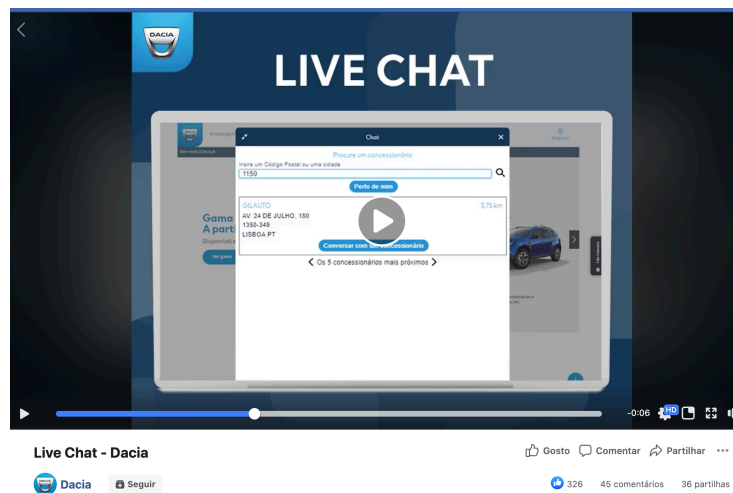 DACIA
LIVE CHAT
Chat
Procure um concessionário
Insira um Código Postal ou uma cidade
1150
Perto de mim
GILAUTO
3,75 km
AV. 24 DE JULHO, 180
1350-349
LISBOA PT
Conversar com um concessionário
Os 5 concessionários mais próximos
Gama
A parti
Disponível e
Ver gama
-0:06
HD
Live Chat - Dacia
Gosto
Comentar
Partilhar
Dacia
Seguir
326
45 comentários
36 partilhas